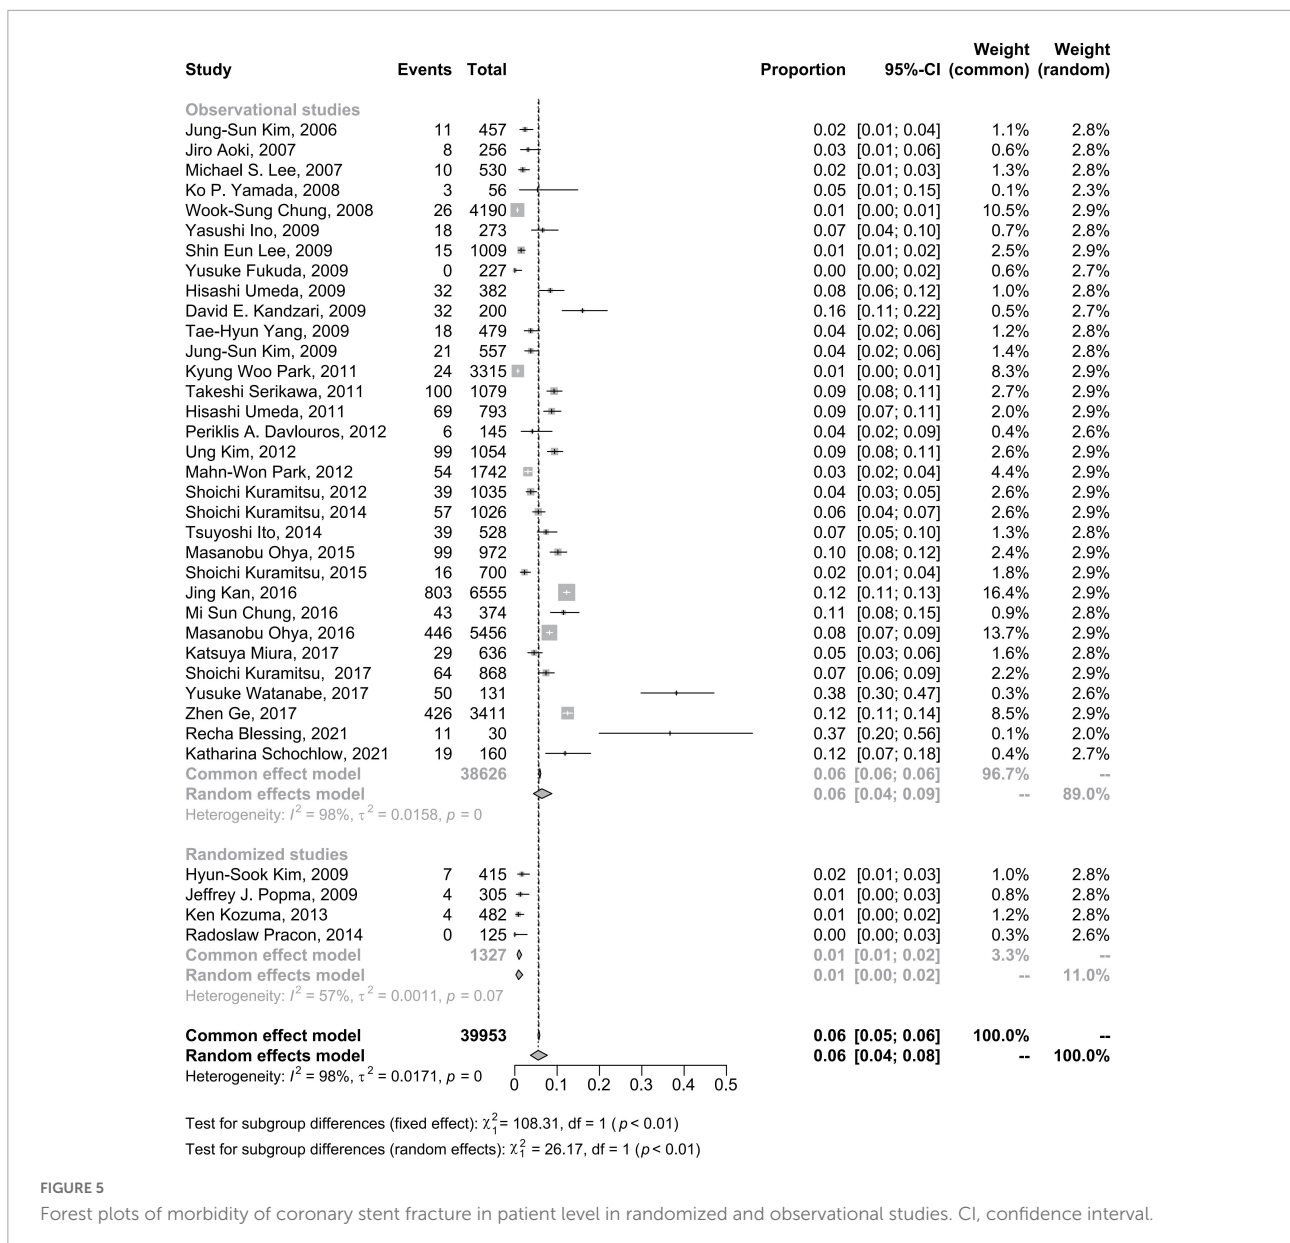 Weight Weight
Study Events Total Proportion 95%-CI (common) (random)
Observational studies
Jung-Sun Kim, 2006 11 457 0.02 [0.01; 0.04] 1.1% 2.8%
Jiro Aoki, 2007 8 256 0.03 [0.01; 0.06] 0.6% 2.8%
Michael S. Lee, 2007 10 530 0.02 [0.01; 0.03] 1.3% 2.8%
Ko P. Yamada, 2008 3 56 0.05 [0.01; 0.15] 0.1% 2.3%
Wook-Sung Chung, 2008 26 4190 0.01 [0.00; 0.01] 10.5% 2.9%
Yasushi Ino, 2009 18 273 0.07 [0.04; 0.10] 0.7% 2.8%
Shin Eun Lee, 2009 15 1009 0.01 [0.01; 0.02] 2.5% 2.9%
Yusuke Fukuda, 2009 0 227 0.00 [0.00; 0.02] 0.6% 2.7%
Hisashi Umeda, 2009 32 382 0.08 [0.06; 0.12] 1.0% 2.8%
David E. Kandzari, 2009 32 200 0.16 [0.11; 0.22] 0.5% 2.7%
Tae-Hyun Yang, 2009 18 479 0.04 [0.02; 0.06] 1.2% 2.8%
Jung-Sun Kim, 2009 21 557 0.04 [0.02; 0.06] 1.4% 2.8%
Kyung Woo Park, 2011 24 3315 0.01 [0.00; 0.01] 8.3% 2.9%
Takeshi Serikawa, 2011 100 1079 0.09 [0.08; 0.11] 2.7% 2.9%
Hisashi Umeda, 2011 69 793 0.09 [0.07; 0.11] 2.0% 2.9%
Periklis A. Davlouros, 2012 6 145 0.04 [0.02; 0.09] 0.4% 2.6%
Ung Kim, 2012 99 1054 0.09 [0.08; 0.11] 2.6% 2.9%
Mahn-Won Park, 2012 54 1742 0.03 [0.02; 0.04] 4.4% 2.9%
Shoichi Kuramitsu, 2012 39 1035 0.04 [0.03; 0.05] 2.6% 2.9%
Shoichi Kuramitsu, 2014 57 1026 0.06 [0.04; 0.07] 2.6% 2.9%
Tsuyoshi Ito, 2014 39 528 0.07 [0.05; 0.10] 1.3% 2.8%
Masanobu Ohya, 2015 99 972 0.10 [0.08; 0.12] 2.4% 2.9%
Shoichi Kuramitsu, 2015 16 700 0.02 [0.01; 0.04] 1.8% 2.9%
Jing Kan, 2016 803 6555 0.12 [0.11; 0.13] 16.4% 2.9%
Mi Sun Chung, 2016 43 374 0.11 [0.08; 0.15] 0.9% 2.8%
Masanobu Ohya, 2016 446 5456 0.08 [0.07; 0.09] 13.7% 2.9%
Katsuya Miura, 2017 29 636 0.05 [0.03; 0.06] 1.6% 2.8%
Shoichi Kuramitsu, 2017 64 868 0.07 [0.06; 0.09] 2.2% 2.9%
Yusuke Watanabe, 2017 50 131 0.38 [0.30; 0.47] 0.3% 2.6%
Zhen Ge, 2017 426 3411 0.12 [0.11; 0.14] 8.5% 2.9%
Recha Blessing, 2021 11 30 0.37 [0.20; 0.56] 0.1% 2.0%
Katharina Schochlow, 2021 19 160 0.12 [0.07; 0.18] 0.4% 2.7%
Common effect model 38626 0.06 [0.06; 0.06] 96.7% --
Random effects model 0.06 [0.04; 0.09] -- 89.0%
Heterogeneity: I² = 98%, τ² = 0.0158, p = 0
Randomized studies
Hyun-Sook Kim, 2009 7 415 0.02 [0.01; 0.03] 1.0% 2.8%
Jeffrey J. Popma, 2009 4 305 0.01 [0.00; 0.03] 0.8% 2.8%
Ken Kozuma, 2013 4 482 0.01 [0.00; 0.02] 1.2% 2.8%
Radoslaw Pracon, 2014 0 125 0.00 [0.00; 0.03] 0.3% 2.6%
Common effect model 1327 0.01 [0.01; 0.02] 3.3% --
Random effects model 0.01 [0.00; 0.02] -- 11.0%
Heterogeneity: I² = 57%, τ² = 0.0011, p = 0.07
Common effect model 39953 0.06 [0.05; 0.06] 100.0% --
Random effects model 0.06 [0.04; 0.08] -- 100.0%
Heterogeneity: I² = 98%, τ² = 0.0171, p = 0
0 0.1 0.2 0.3 0.4 0.5
Test for subgroup differences (fixed effect): χ₁² = 108.31, df = 1 (p < 0.01)
Test for subgroup differences (random effects): χ₁² = 26.17, df = 1 (p < 0.01)
FIGURE 5
Forest plots of morbidity of coronary stent fracture in patient level in randomized and observational studies. CI, confidence interval.